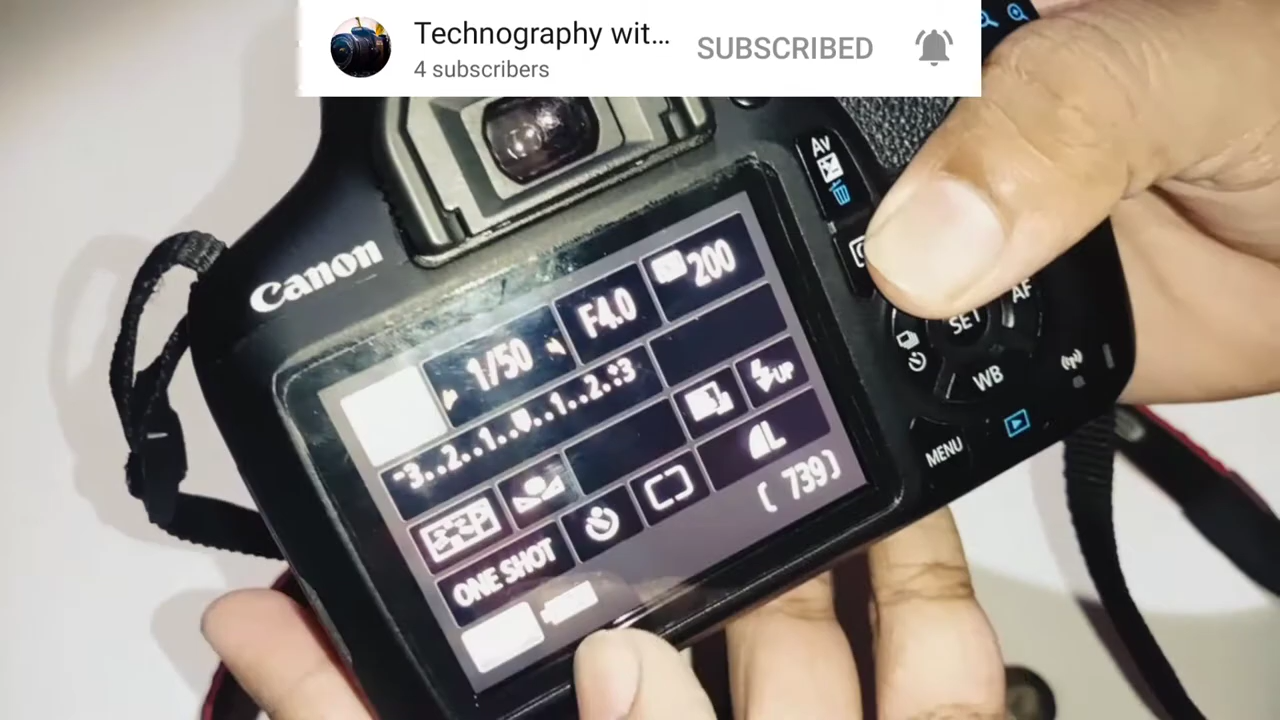 Technography wit...
4 subscribers
SUBSCRIBED
Av
Canon
1/50
F4.0
200
-3..2..1..0..1..2.+3
UP
ONE SHOT
L
[ 739]
AF
SET
WB
MENU